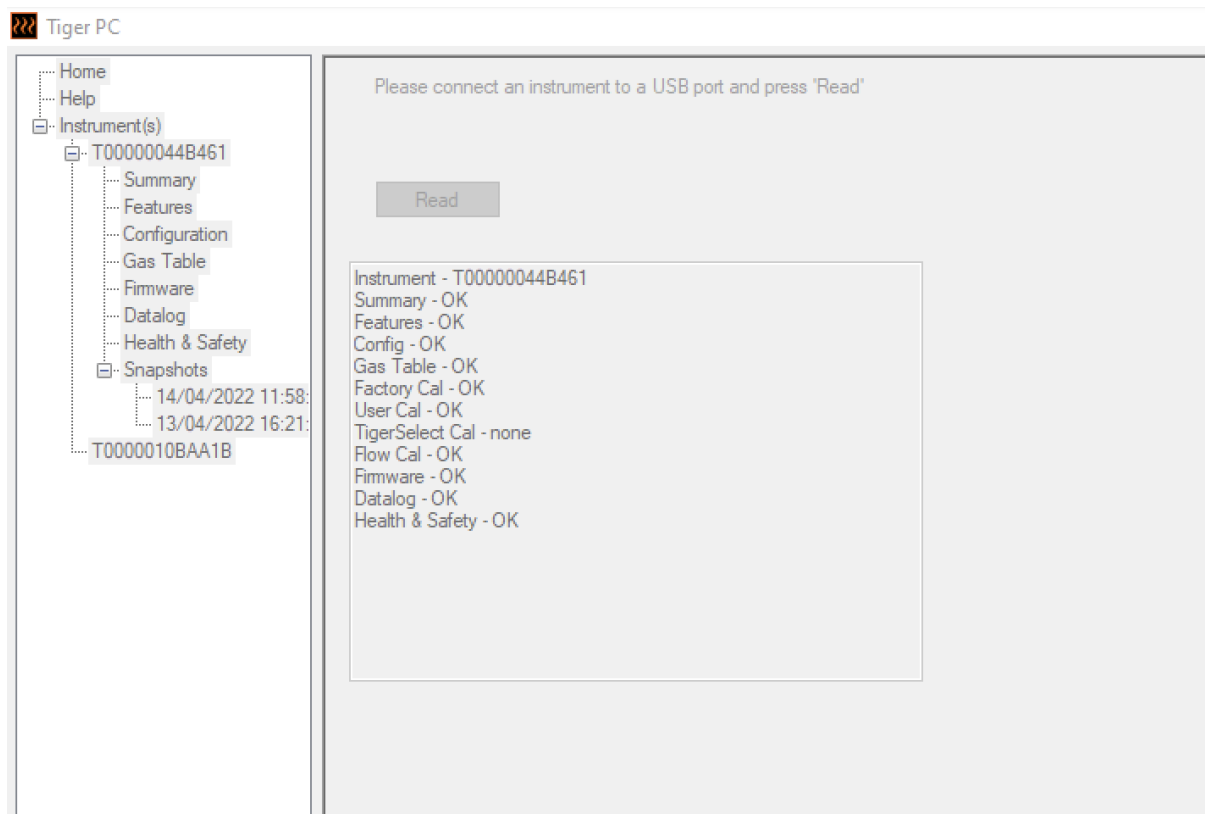 Tiger PC
Home
Help
Instrument(s)
T00000044B461
Summary
Features
Configuration
Gas Table
Firmware
Datalog
Health & Safety
Snapshots
14/04/2022 11:58:
13/04/2022 16:21:
T0000010BAA1B
Please connect an instrument to a USB port and press 'Read'
Read
Instrument - T00000044B461
Summary - OK
Features - OK
Config - OK
Gas Table - OK
Factory Cal - OK
User Cal - OK
TigerSelect Cal - none
Flow Cal - OK
Firmware - OK
Datalog - OK
Health & Safety - OK